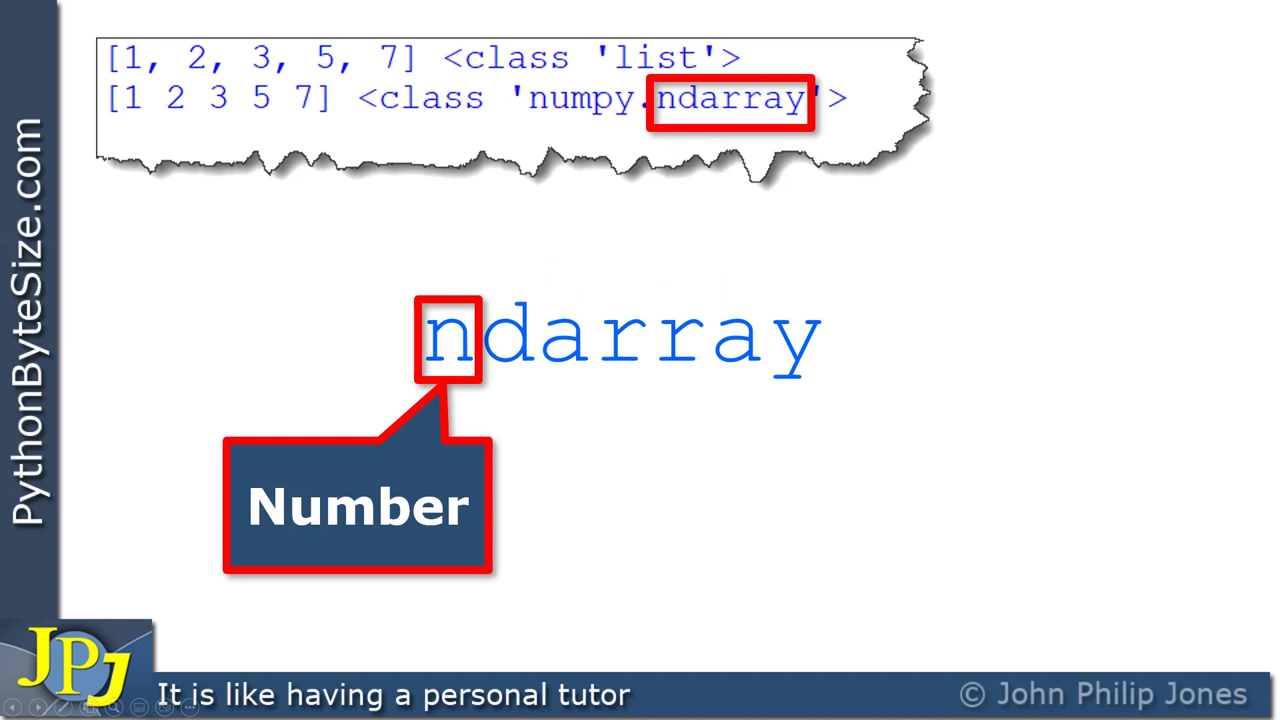 [1, 2, 3, 5, 7] <class 'list'>
[1 2 3 5 7] <class 'numpy.ndarray'>
ndarray
Number
PythonByteSize.com
JPJ
It is like having a personal tutor
© John Philip Jones